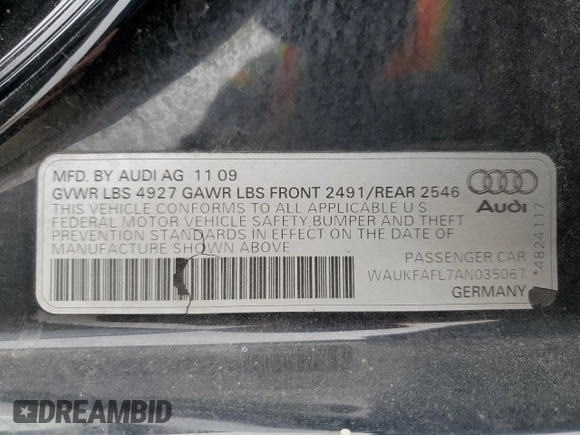 MFD. BY AUDI AG 11 09
GVWR LBS 4927 GAWR LBS FRONT 2491/REAR 2546
THIS VEHICLE CONFORMS TO ALL APPLICABLE U S
FEDERAL MOTOR VEHICLE SAFETY,BUMPER AND THEFT
PREVENTION STANDARDS IN EFFECT ON THE DATE OF
MANUFACTURE SHOWN ABOVE
Audi
PASSENGER CAR
WAUKFAFL7AN035067
GERMANY
*4824117
DREAMBID